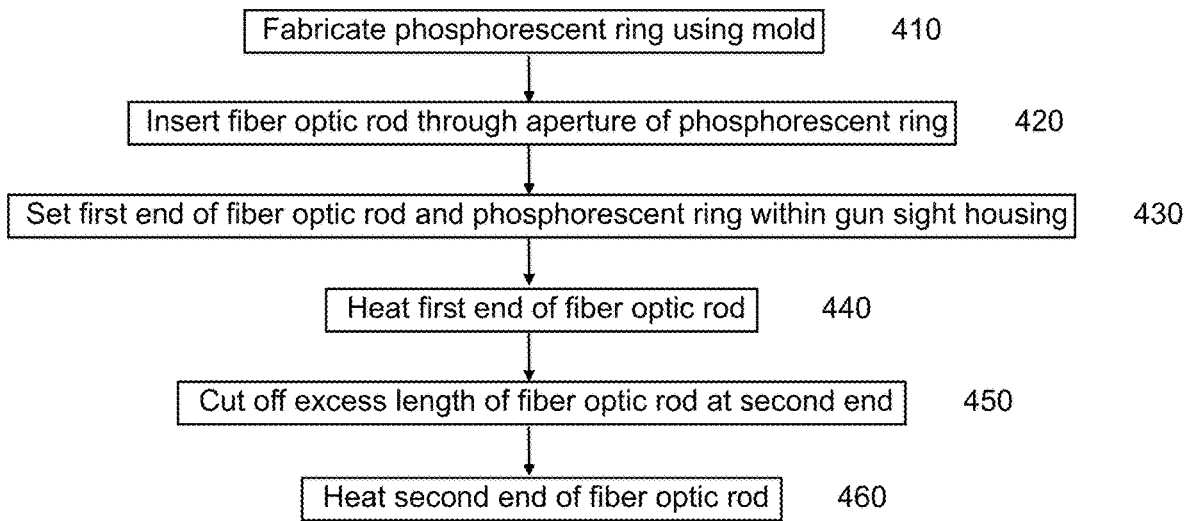 Fabricate phosphorescent ring using mold 410
Insert fiber optic rod through aperture of phosphorescent ring 420
Set first end of fiber optic rod and phosphorescent ring within gun sight housing 430
Heat first end of fiber optic rod 440
Cut off excess length of fiber optic rod at second end 450
Heat second end of fiber optic rod 460